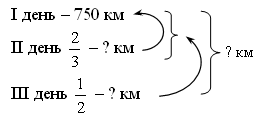 I день – 750 км
II день 2/3 – ? км
? км
III день 1/2 – ? км